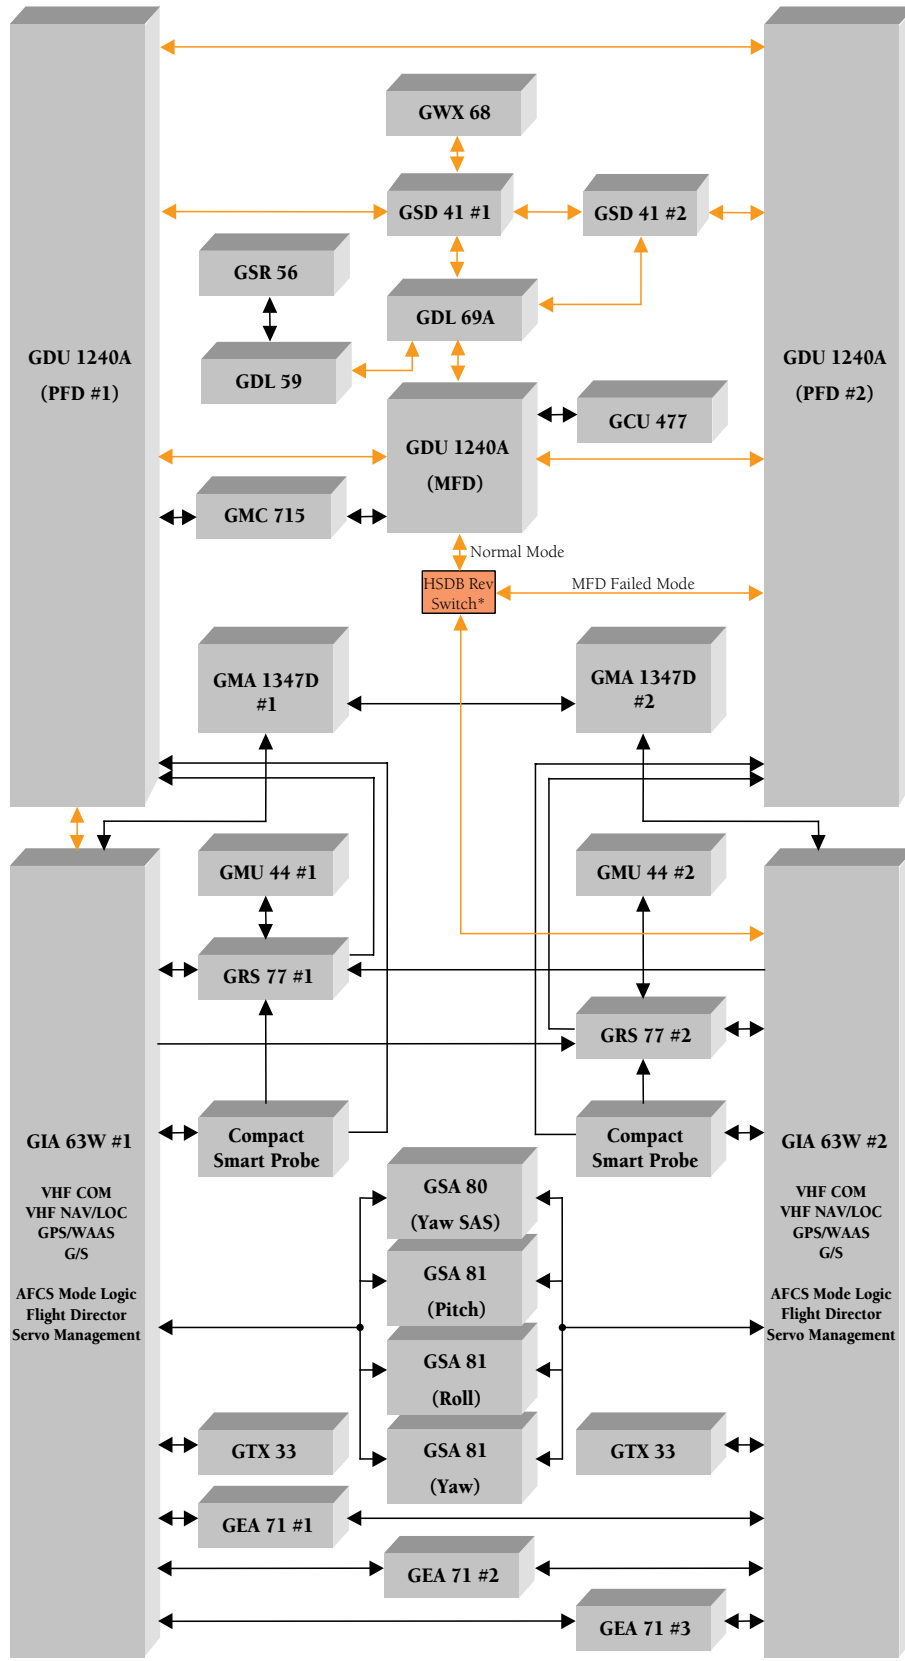 GWX 68
GSD 41 #1
GSD 41 #2
GSR 56
GDL 69A
GDU 1240A
(PFD #1)
GDL 59
GDU 1240A
(PFD #2)
GCU 477
GDU 1240A
(MFD)
GMC 715
Normal Mode
HSDB Rev
Switch*
MFD Failed Mode
GMA 1347D
#1
GMA 1347D
#2
GMU 44 #1
GMU 44 #2
GRS 77 #1
GRS 77 #2
GIA 63W #1
VHF COM
VHF NAV/LOC
GPS/WAAS
G/S
AFCS Mode Logic
Flight Director
Servo Management
Compact
Smart Probe
Compact
Smart Probe
GIA 63W #2
VHF COM
VHF NAV/LOC
GPS/WAAS
G/S
AFCS Mode Logic
Flight Director
Servo Management
GSA 80
(Yaw SAS)
GSA 81
(Pitch)
GSA 81
(Roll)
GSA 81
(Yaw)
GTX 33
GTX 33
GEA 71 #1
GEA 71 #2
GEA 71 #3